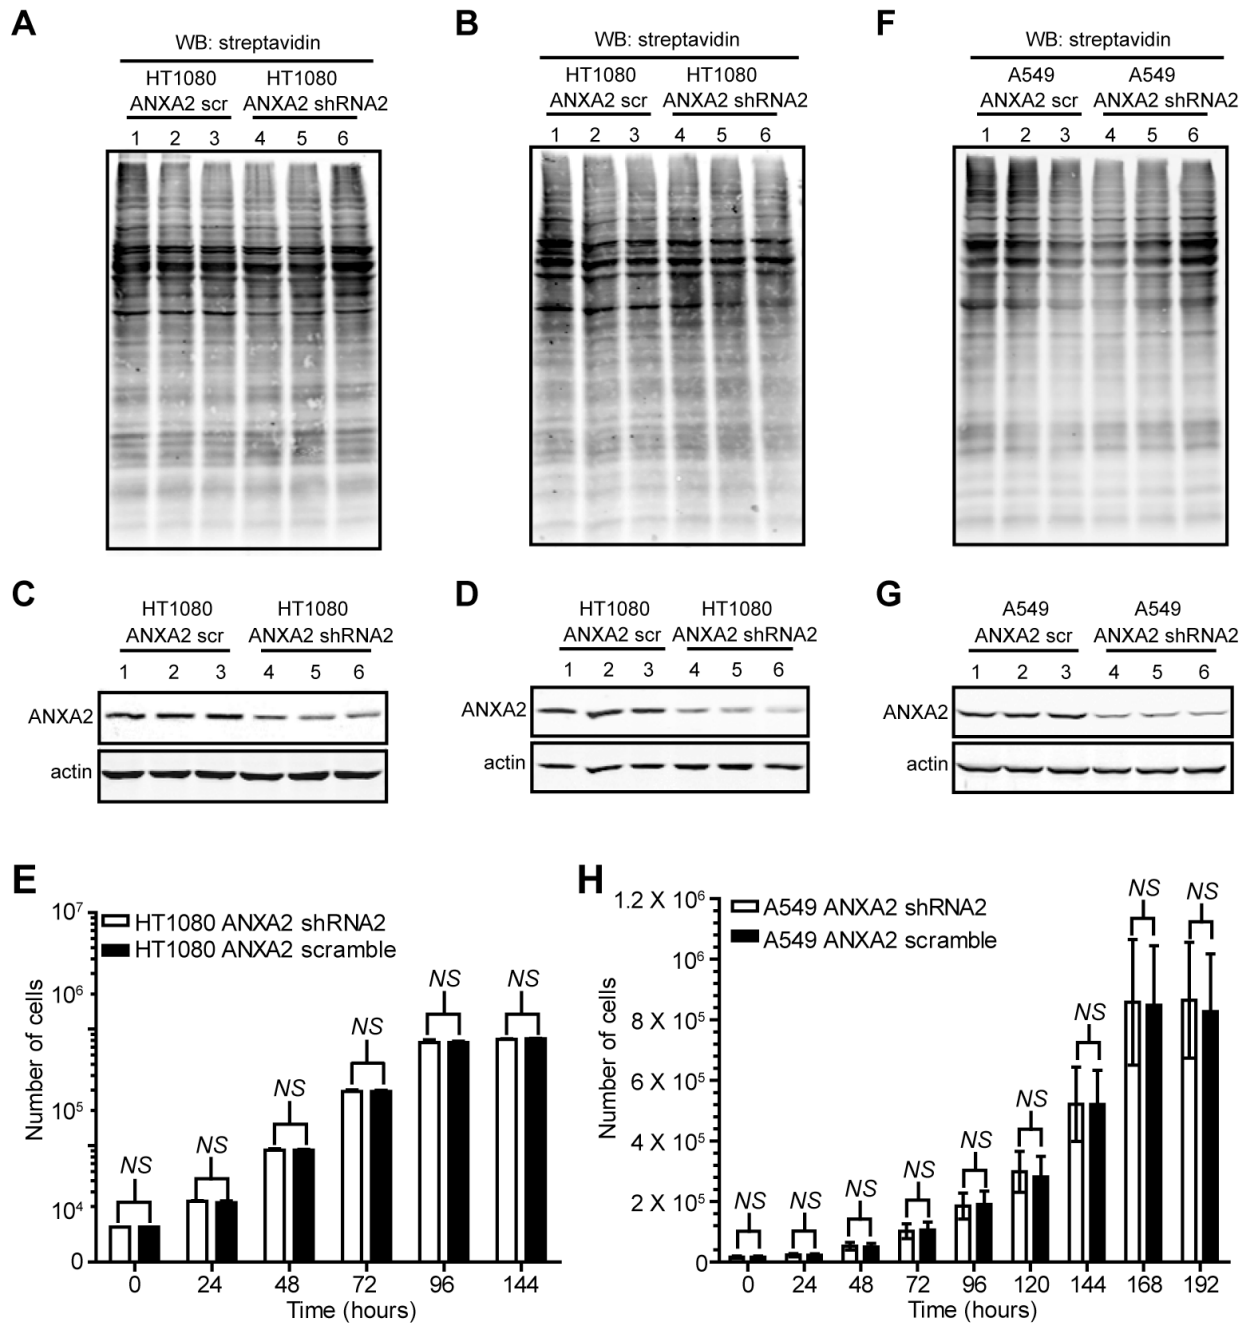 A
WB: streptavidin
HT1080 HT1080
ANXA2 scr ANXA2 shRNA2
1 2 3 4 5 6
B
WB: streptavidin
HT1080 HT1080
ANXA2 scr ANXA2 shRNA2
1 2 3 4 5 6
F
WB: streptavidin
A549 A549
ANXA2 scr ANXA2 shRNA2
1 2 3 4 5 6
C
HT1080 HT1080
ANXA2 scr ANXA2 shRNA2
1 2 3 4 5 6
ANXA2
actin
D
HT1080 HT1080
ANXA2 scr ANXA2 shRNA2
1 2 3 4 5 6
ANXA2
actin
G
A549 A549
ANXA2 scr ANXA2 shRNA2
1 2 3 4 5 6
ANXA2
actin
E
HT1080 ANXA2 shRNA2
HT1080 ANXA2 scramble
Number of cells
10⁷
10⁶
10⁵
10⁴
0
NS NS NS NS NS NS
0 24 48 72 96 144
Time (hours)
H
A549 ANXA2 shRNA2
A549 ANXA2 scramble
Number of cells
1.2 X 10⁶
10⁶
8 X 10⁵
6 X 10⁵
4 X 10⁵
2 X 10⁵
0
NS NS NS NS NS NS NS NS NS
0 24 48 72 96 120 144 168 192
Time (hours)